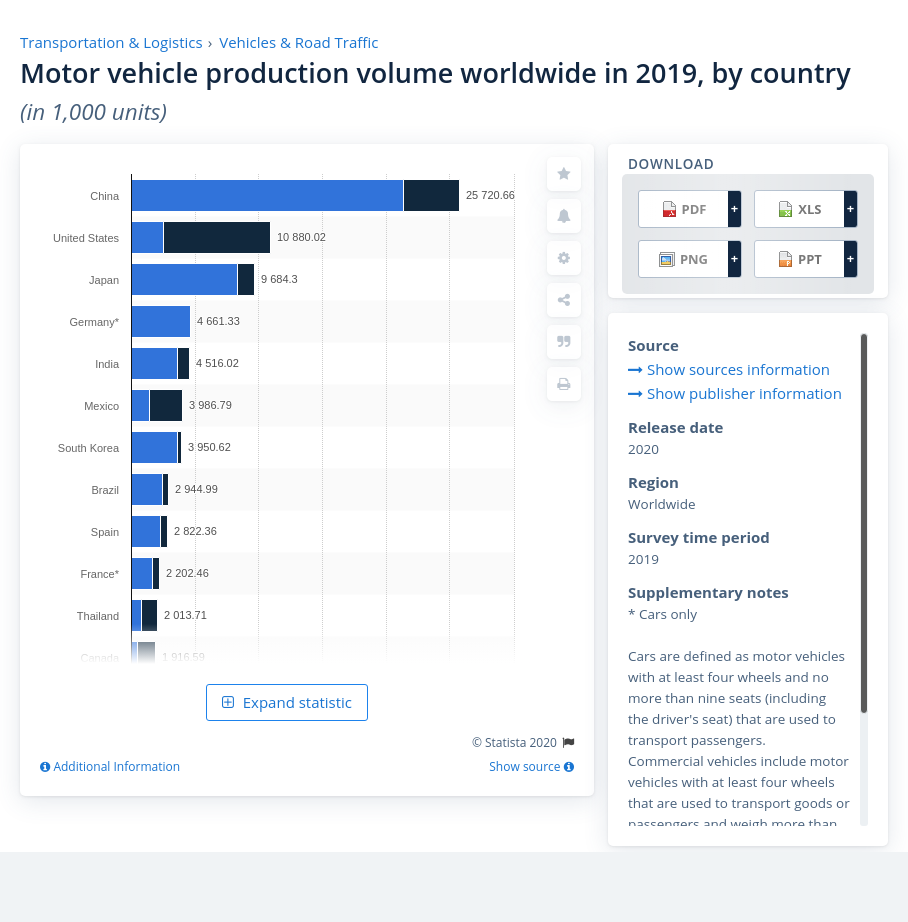 Transportation & Logistics › Vehicles & Road Traffic
Motor vehicle production volume worldwide in 2019, by country
(in 1,000 units)
China 25 720.66
United States 10 880.02
Japan 9 684.3
Germany* 4 661.33
India 4 516.02
Mexico 3 986.79
South Korea 3 950.62
Brazil 2 944.99
Spain 2 822.36
France* 2 202.46
Thailand 2 013.71
Canada 1 916.59
Expand statistic
© Statista 2020
Additional Information
Show source
DOWNLOAD
PDF +
XLS +
PNG +
PPT +
Source
Show sources information
Show publisher information
Release date
2020
Region
Worldwide
Survey time period
2019
Supplementary notes
* Cars only
Cars are defined as motor vehicles
with at least four wheels and no
more than nine seats (including
the driver's seat) that are used to
transport passengers.
Commercial vehicles include motor
vehicles with at least four wheels
that are used to transport goods or
passengers and weigh more than